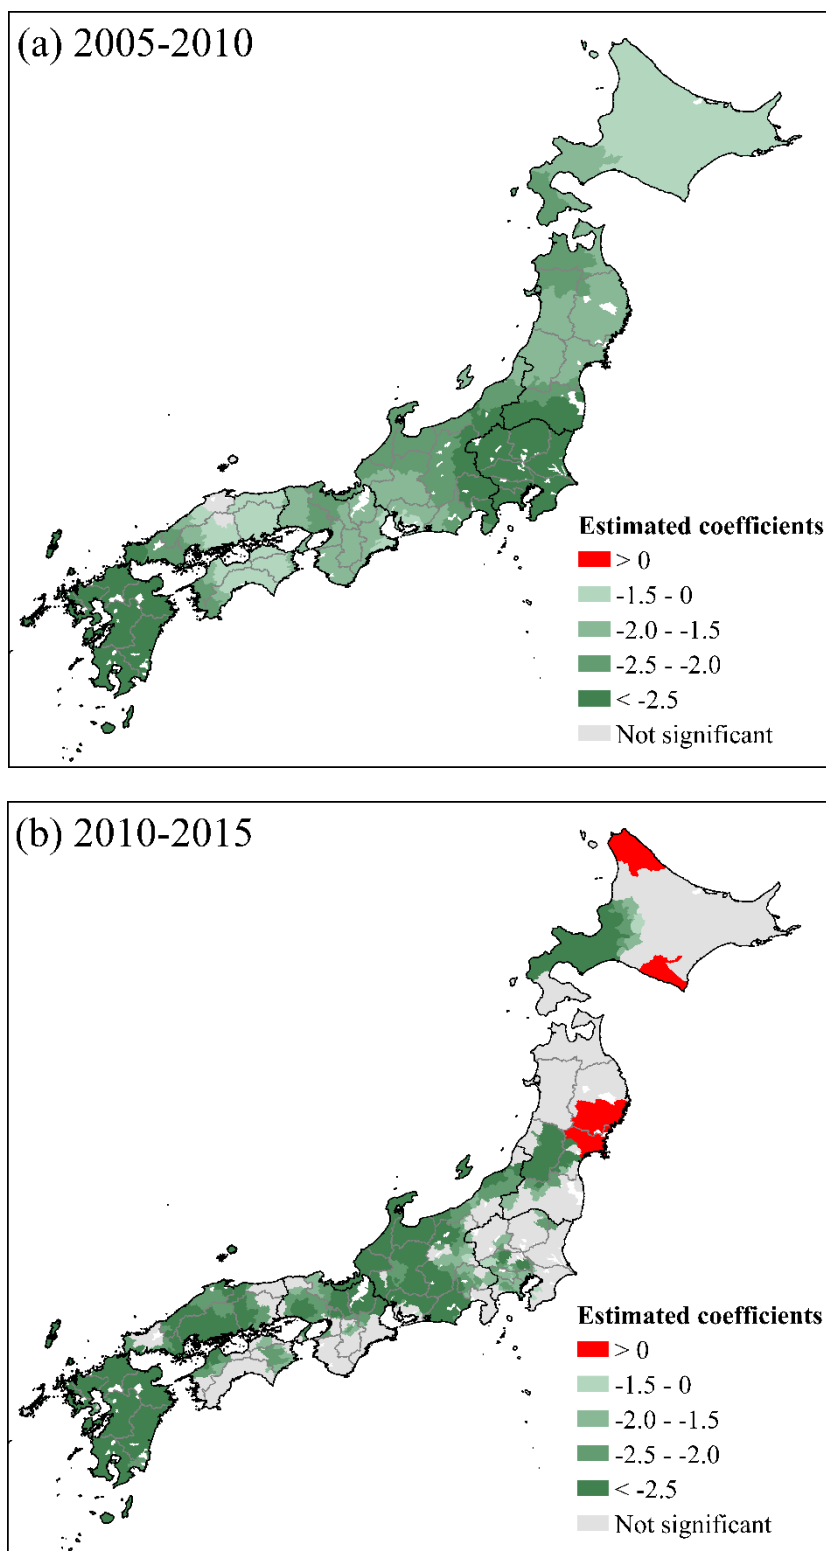 (a) 2005-2010
Estimated coefficients
> 0
-1.5 - 0
-2.0 - -1.5
-2.5 - -2.0
< -2.5
Not significant
(b) 2010-2015
Estimated coefficients
> 0
-1.5 - 0
-2.0 - -1.5
-2.5 - -2.0
< -2.5
Not significant